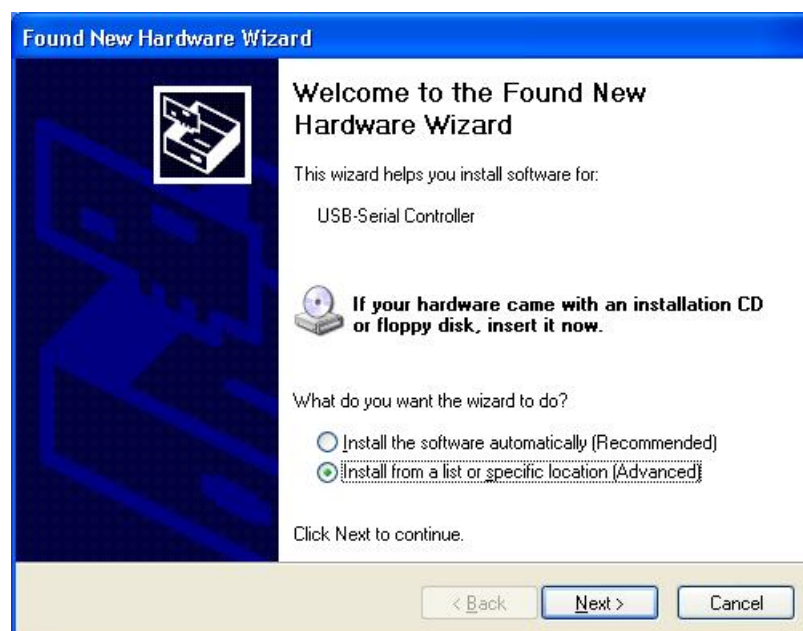 Found New Hardware Wizard
Welcome to the Found New
Hardware Wizard
This wizard helps you install software for:
USB-Serial Controller
If your hardware came with an installation CD
or floppy disk, insert it now.
What do you want the wizard to do?
Install the software automatically (Recommended)
Install from a list or specific location (Advanced)
Click Next to continue.
< Back Next > Cancel